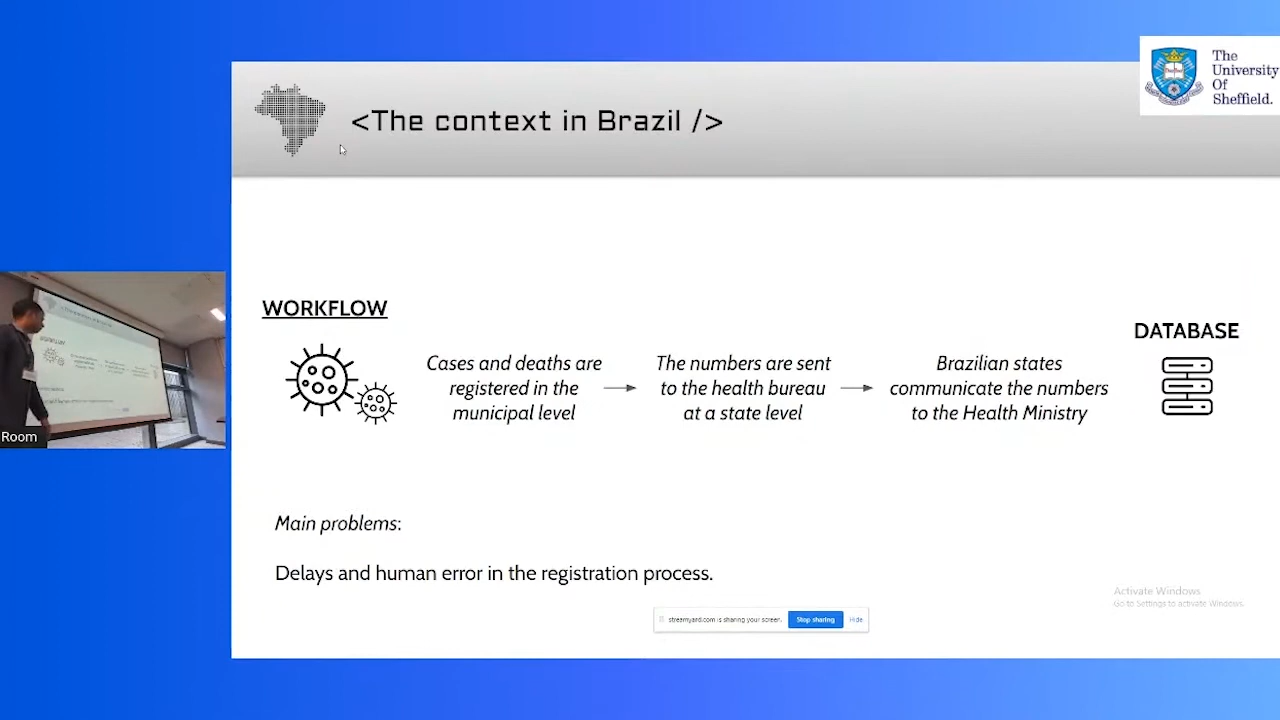 The
University
Of
Sheffield.
<The context in Brazil />
WORKFLOW
Cases and deaths are
registered in the
municipal level
The numbers are sent
to the health bureau
at a state level
Brazilian states
communicate the numbers
to the Health Ministry
DATABASE
Room
Main problems:
Delays and human error in the registration process.
Activate Windows
Go to Settings to activate Windows.
streamyard.com is sharing your screen.
Stop sharing
Hide